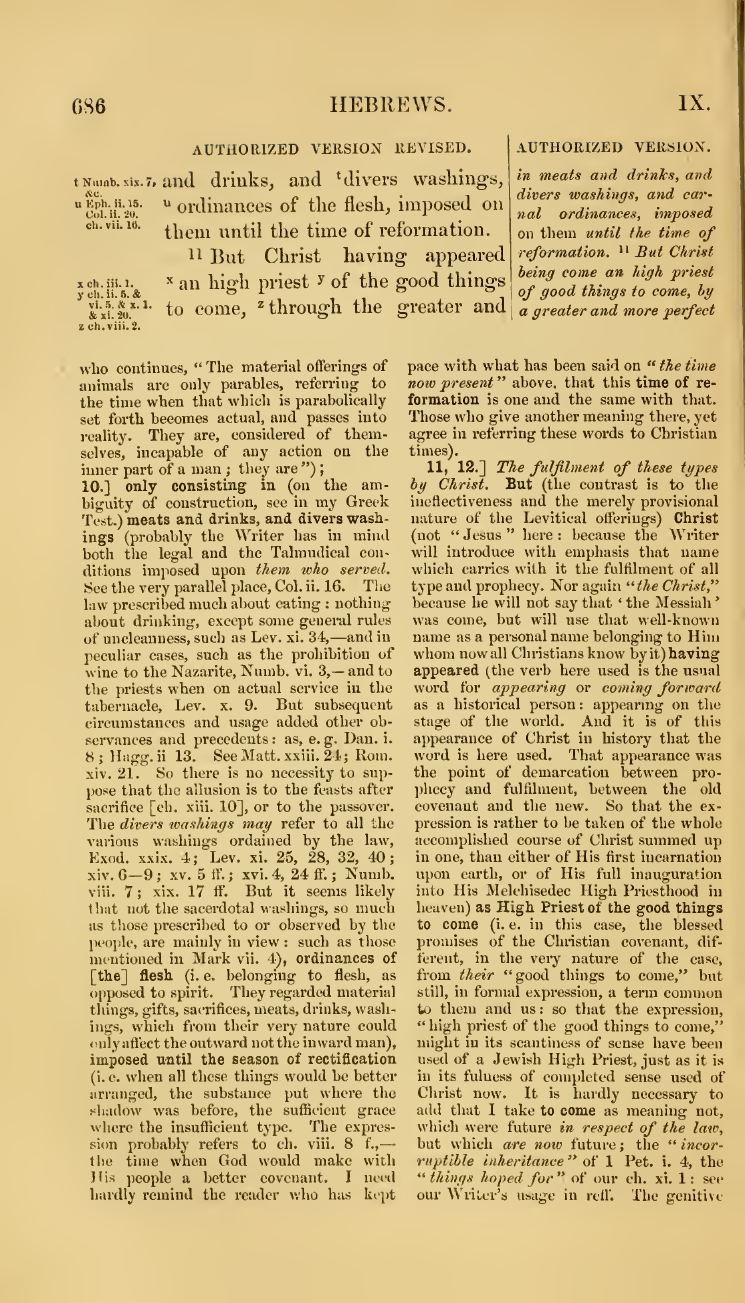 686
HEBREWS.
IX.
AUTHORIZED VERSION REVISED.
t Numb. xix. 7,
&c.
u Eph. ii. 15.
Col. ii. 20.
ch. vii. 16.
x ch. iii. 1.
y ch. ii. 5. &
vi. 5. & x. 1.
& xi. 20.
z ch. viii. 2.
and drinks, and t divers washings,
u ordinances of the flesh, imposed on
them until the time of reformation.
11 But Christ having appeared
x an high priest y of the good things
to come, z through the greater and
AUTHORIZED VERSION.
in meats and drinks, and
divers washings, and car-
nal ordinances, imposed
on them until the time of
reformation. 11 But Christ
being come an high priest
of good things to come, by
a greater and more perfect
who continues, “The material offerings of
animals are only parables, referring to
the time when that which is parabolically
set forth becomes actual, and passes into
reality. They are, considered of them-
selves, incapable of any action on the
inner part of a man; they are”);
10.] only consisting in (on the am-
biguity of construction, see in my Greek
Test.) meats and drinks, and divers wash-
ings (probably the Writer has in mind
both the legal and the Talmudical con-
ditions imposed upon them who served.
See the very parallel place, Col. ii. 16. The
law prescribed much about eating: nothing
about drinking, except some general rules
of uncleanness, such as Lev. xi. 34,—and in
peculiar cases, such as the prohibition of
wine to the Nazarite, Numb. vi. 3,—and to
the priests when on actual service in the
tabernacle, Lev. x. 9. But subsequent
circumstances and usage added other ob-
servances and precedents: as, e. g. Dan. i.
8; Hagg. ii 13. See Matt. xxiii. 24; Rom.
xiv. 21. So there is no necessity to sup-
pose that the allusion is to the feasts after
sacrifice [ch. xiii. 10], or to the passover.
The divers washings may refer to all the
various washings ordained by the law,
Exod. xxix. 4; Lev. xi. 25, 28, 32, 40;
xiv. 6—9; xv. 5 ff.; xvi. 4, 24 ff.; Numb.
viii. 7; xix. 17 ff. But it seems likely
that not the sacerdotal washings, so much
as those prescribed to or observed by the
people, are mainly in view: such as those
mentioned in Mark vii. 4), ordinances of
[the] flesh (i. e. belonging to flesh, as
opposed to spirit. They regarded material
things, gifts, sacrifices, meats, drinks, wash-
ings, which from their very nature could
only affect the outward not the inward man),
imposed until the season of rectification
(i. e. when all these things would be better
arranged, the substance put where the
shadow was before, the sufficient grace
where the insufficient type. The expres-
sion probably refers to ch. viii. 8 f.,—
the time when God would make with
His people a better covenant. I need
hardly remind the reader who has kept
pace with what has been said on “the time
now present” above, that this time of re-
formation is one and the same with that.
Those who give another meaning there, yet
agree in referring these words to Christian
times).
11, 12.] The fulfilment of these types
by Christ. But (the contrast is to the
ineffectiveness and the merely provisional
nature of the Levitical offerings) Christ
(not “Jesus” here: because the Writer
will introduce with emphasis that name
which carries with it the fulfilment of all
type and prophecy. Nor again “the Christ,”
because he will not say that ‘the Messiah’
was come, but will use that well-known
name as a personal name belonging to Him
whom now all Christians know by it) having
appeared (the verb here used is the usual
word for appearing or coming forward
as a historical person: appearing on the
stage of the world. And it is of this
appearance of Christ in history that the
word is here used. That appearance was
the point of demarcation between pro-
phecy and fulfilment, between the old
covenant and the new. So that the ex-
pression is rather to be taken of the whole
accomplished course of Christ summed up
in one, than either of His first incarnation
upon earth, or of His full inauguration
into His Melchisedec High Priesthood in
heaven) as High Priest of the good things
to come (i. e. in this case, the blessed
promises of the Christian covenant, dif-
ferent, in the very nature of the case,
from their “good things to come,” but
still, in formal expression, a term common
to them and us: so that the expression,
“high priest of the good things to come,”
might in its scantiness of sense have been
used of a Jewish High Priest, just as it is
in its fulness of completed sense used of
Christ now. It is hardly necessary to
add that I take to come as meaning not,
which were future in respect of the law,
but which are now future; the “incor-
ruptible inheritance” of 1 Pet. i. 4, the
“things hoped for” of our ch. xi. 1: see
our Writer's usage in reff. The genitive